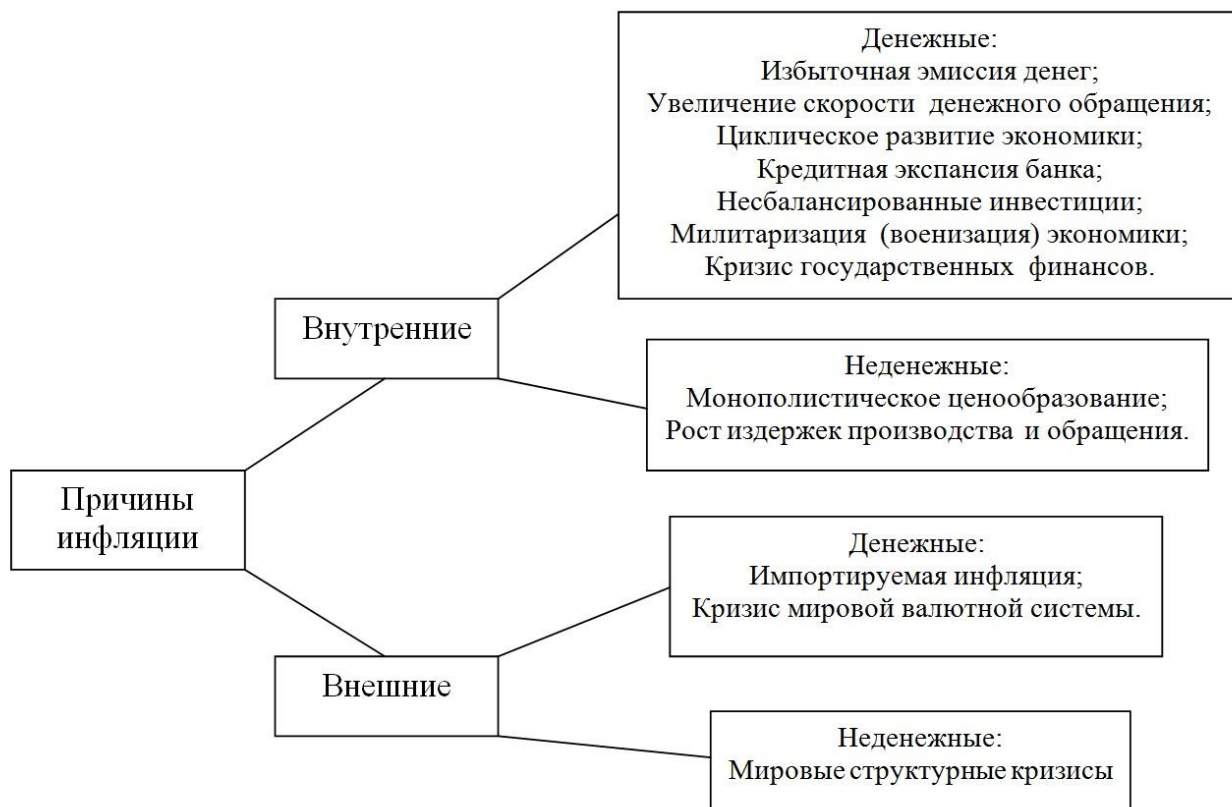 Денежные:
Избыточная эмиссия денег;
Увеличение скорости денежного обращения;
Циклическое развитие экономики;
Кредитная экспансия банка;
Несбалансированные инвестиции;
Милитаризация (военизация) экономики;
Кризис государственных финансов.
Внутренние
Неденежные:
Монополистическое ценообразование;
Рост издержек производства и обращения.
Причины
инфляции
Денежные:
Импортируемая инфляция;
Кризис мировой валютной системы.
Внешние
Неденежные:
Мировые структурные кризисы